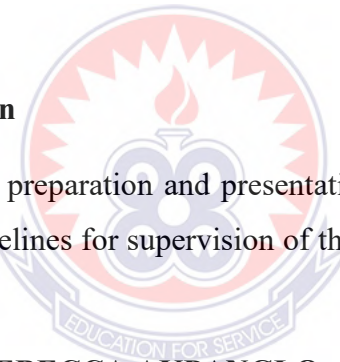 n
preparation and presentati
elines for supervision of th
EDUCATION FOR SERVICE